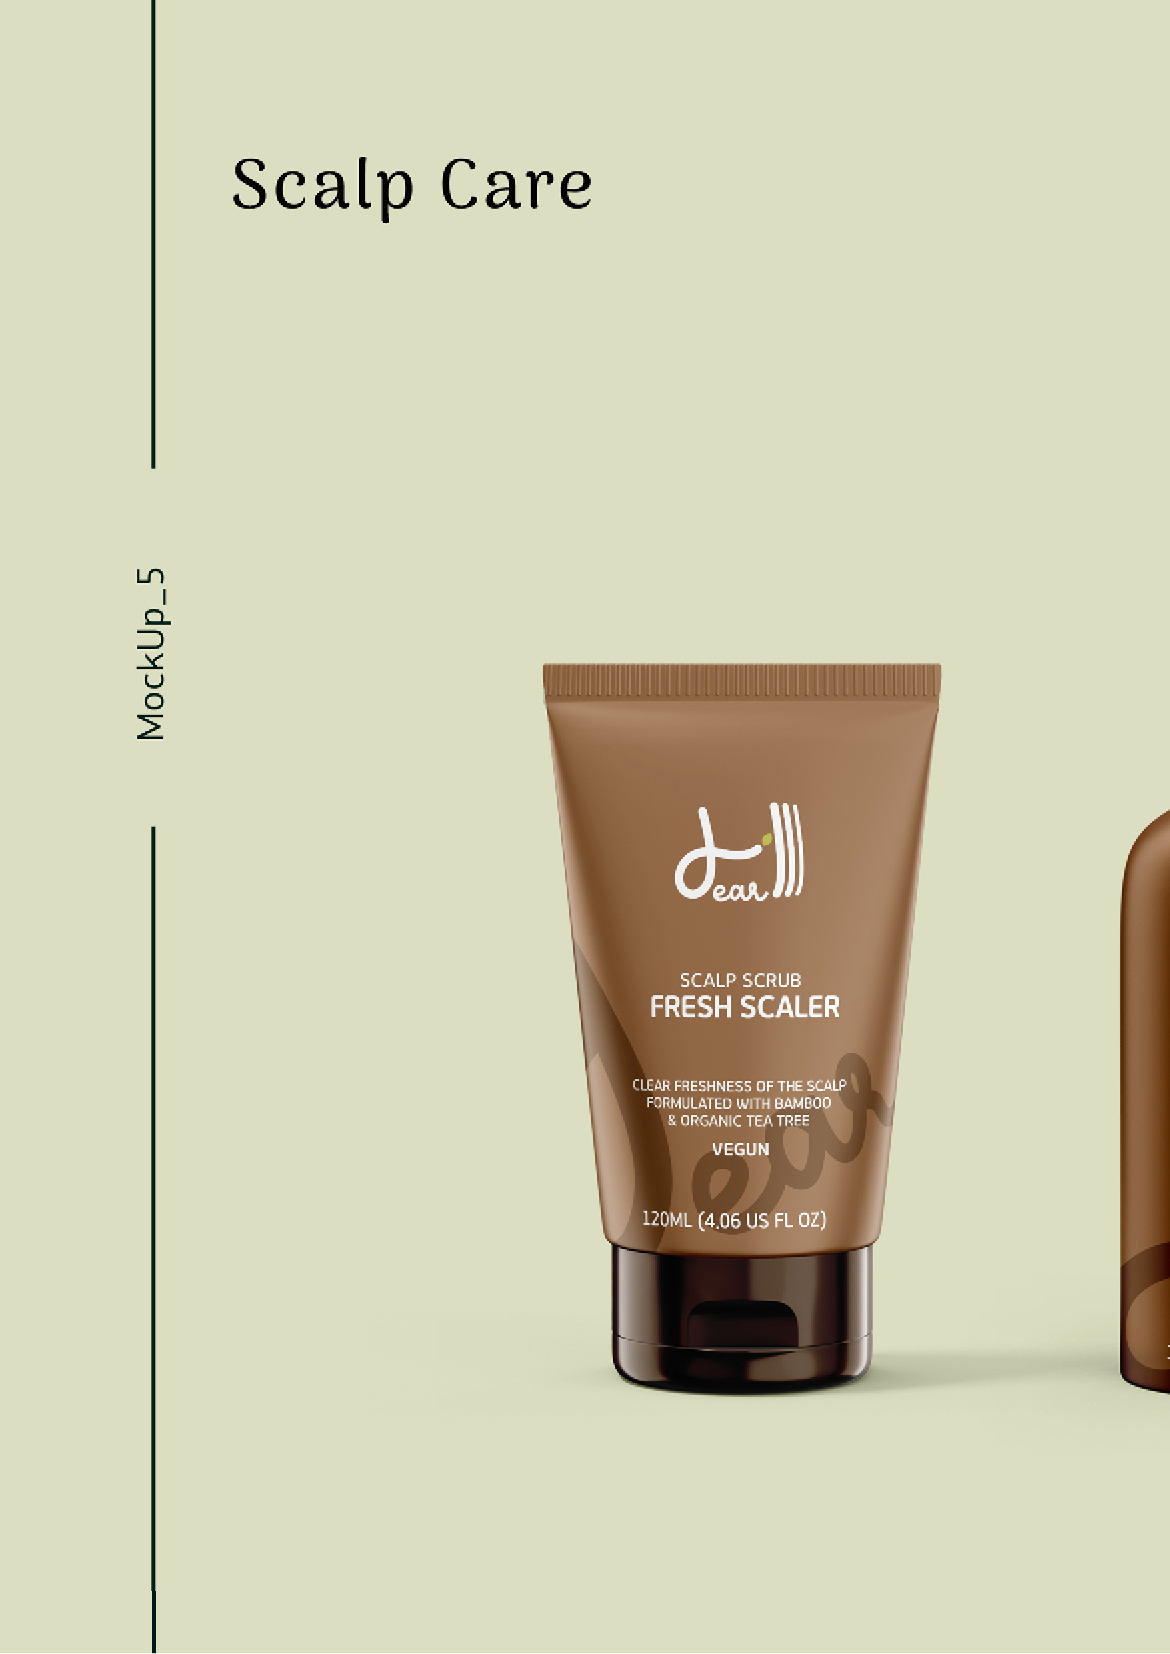 Scalp Care
MockUp_5
Dear
SCALP SCRUB
FRESH SCALER
CLEAR FRESHNESS OF THE SCALP
FORMULATED WITH BAMBOO
& ORGANIC TEA TREE
VEGUN
120ML (4.06 US FL OZ)
Dear